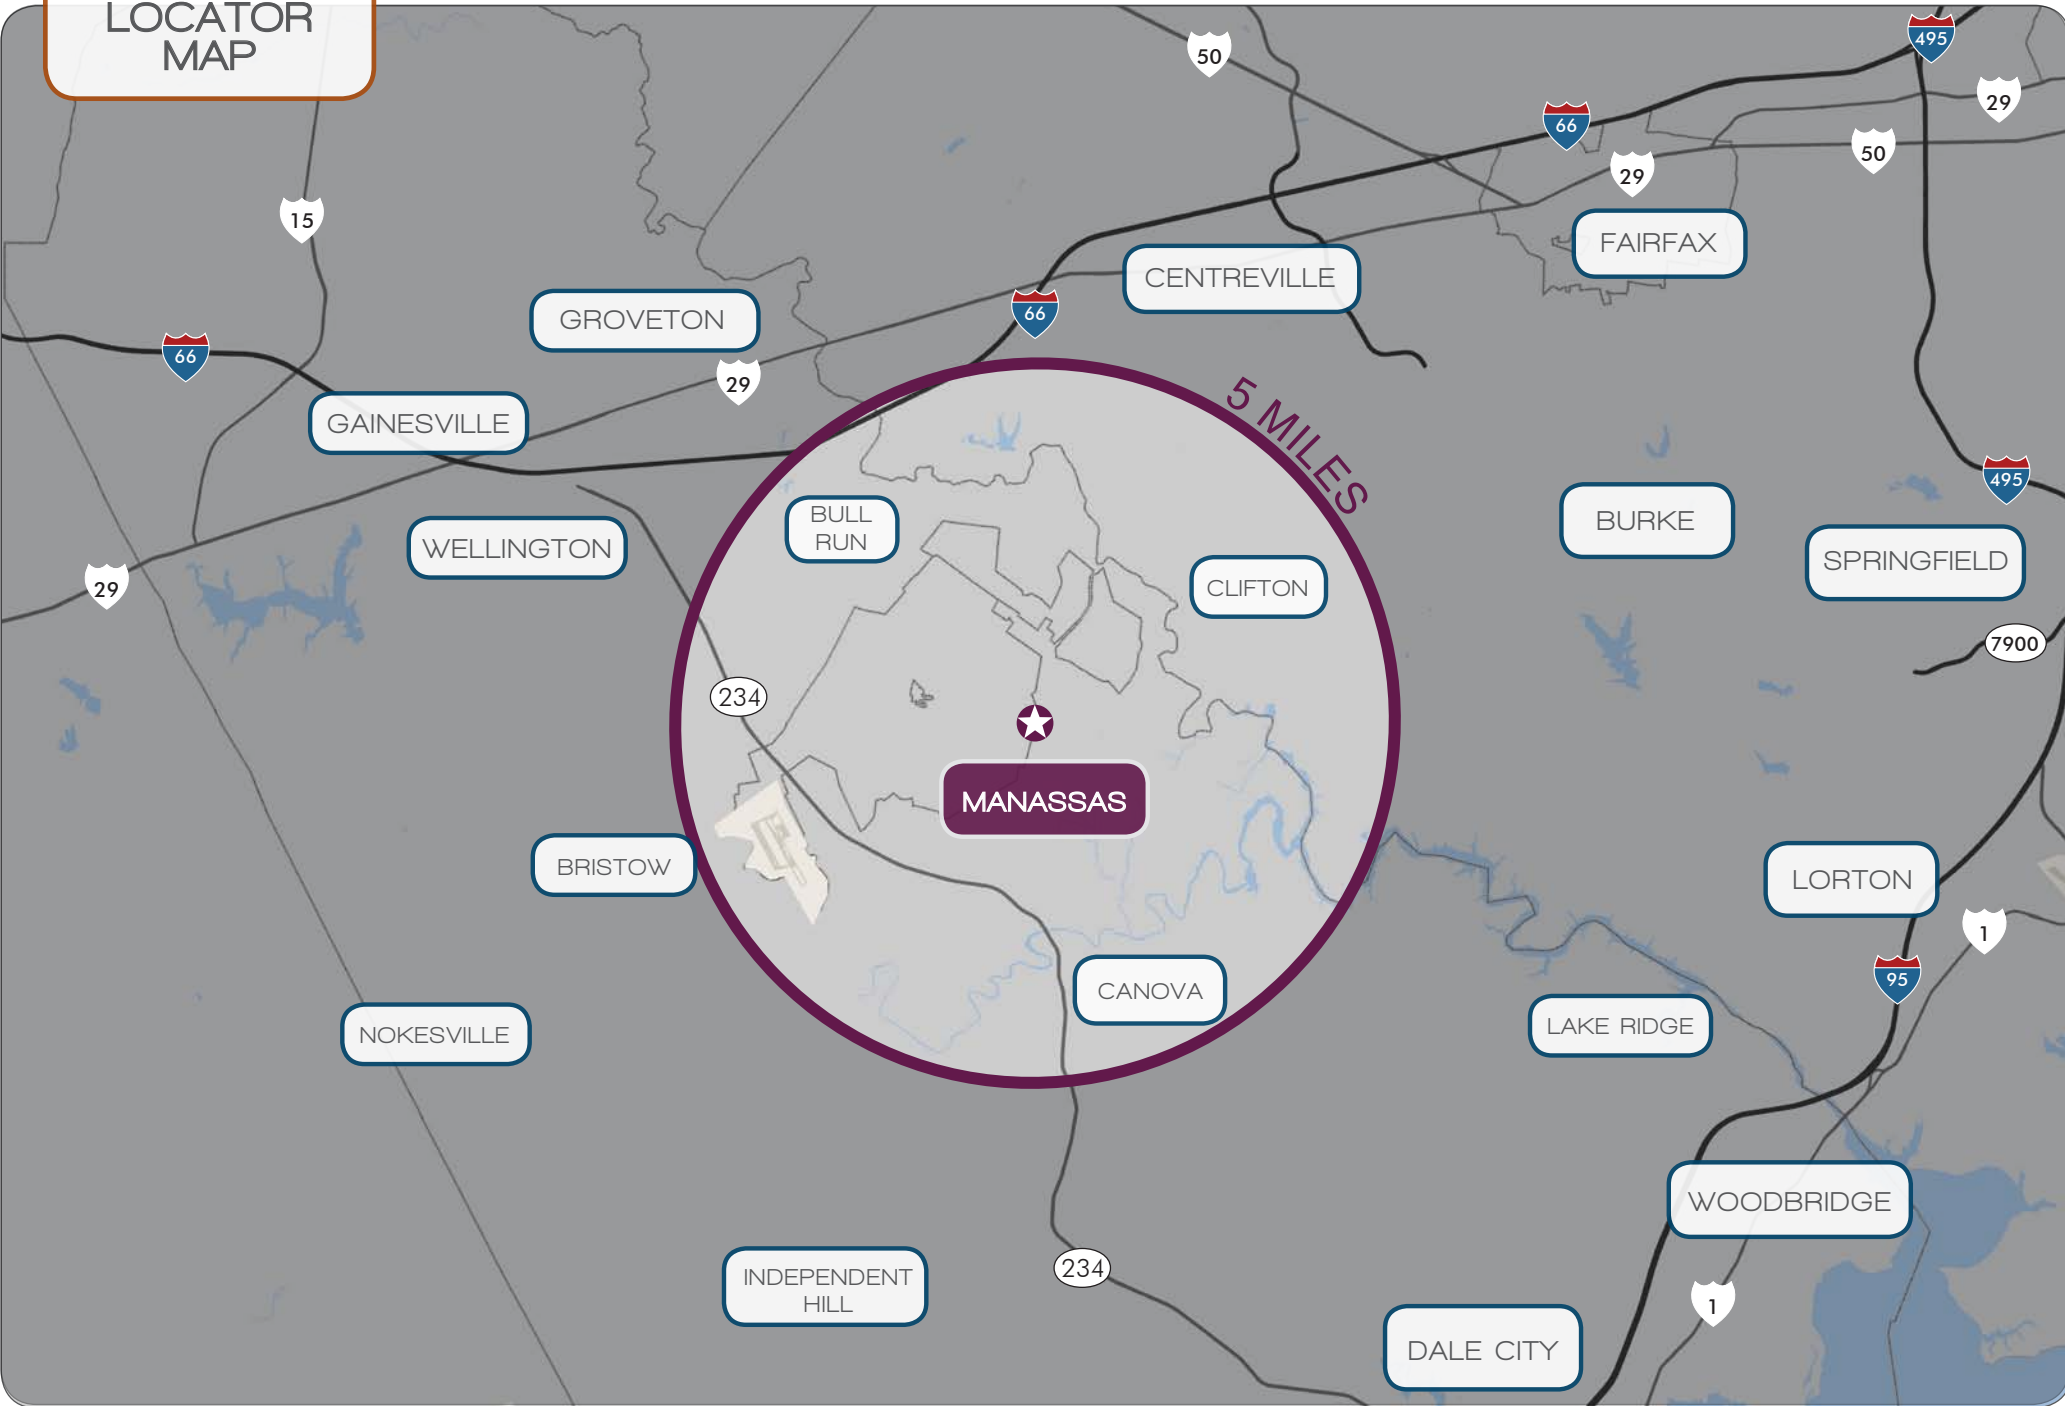 LOCATOR
MAP
50
495
29
66
50
29
15
FAIRFAX
CENTREVILLE
66
GROVETON
66
29
5 MILES
GAINESVILLE
495
BULL
RUN
BURKE
WELLINGTON
SPRINGFIELD
29
CLIFTON
7900
234
MANASSAS
BRISTOW
LORTON
1
95
CANOVA
LAKE RIDGE
NOKESVILLE
WOODBRIDGE
234
INDEPENDENT
HILL
1
DALE CITY